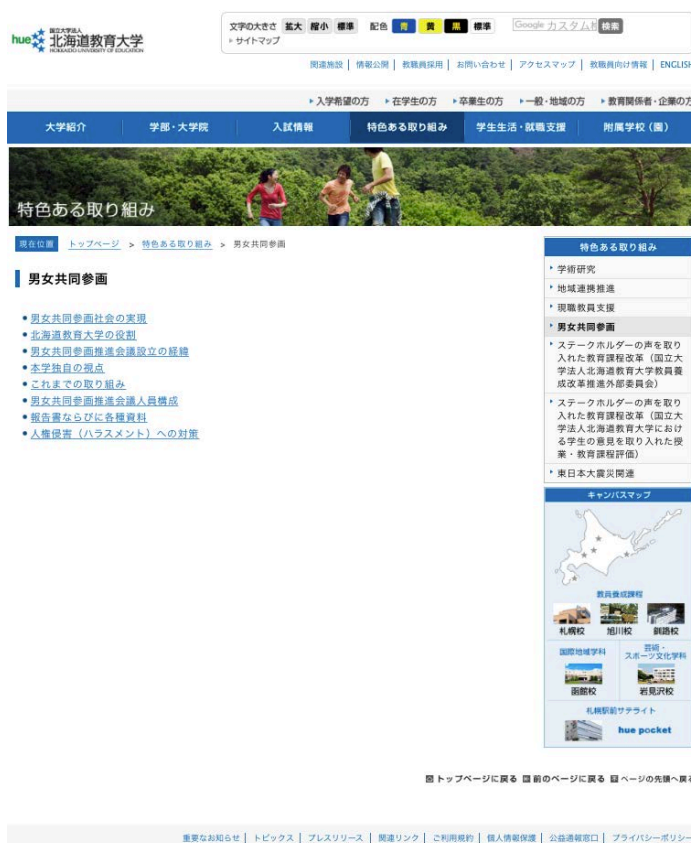 hue 国立大学法人 北海道教育大学
HOKKAIDO UNIVERSITY OF EDUCATION
文字の大きさ 拡大 縮小 標準 配色 青 黄 黒 標準 Google カスタム検 検索
サイトマップ
関連施設 | 情報公開 | 教職員採用 | お問い合わせ | アクセスマップ | 教職員向け情報 | ENGLISH
入学希望の方 在学生の方 卒業生の方 一般・地域の方 教育関係者・企業の方
大学紹介 学部・大学院 入試情報 特色ある取り組み 学生生活・就職支援 附属学校(園)
特色ある取り組み
現在位置 トップページ > 特色ある取り組み > 男女共同参画
男女共同参画
男女共同参画社会の実現
北海道教育大学の役割
男女共同参画推進会議設立の経緯
本学独自の視点
これまでの取り組み
男女共同参画推進会議人員構成
報告書ならびに各種資料
人権侵害(ハラスメント)への対策
特色ある取り組み
学術研究
地域連携推進
現職教員支援
男女共同参画
ステークホルダーの声を取り
入れた教育課程改革(国立大
学法人北海道教育大学教員養
成改革推進外部委員会)
ステークホルダーの声を取り
入れた教育課程改革(国立大
学法人北海道教育大学におけ
る学生の意見を取り入れた授
業・教育課程評価)
東日本大震災関連
キャンパスマップ
教員養成課程
札幌校 旭川校 釧路校
国際地域学科 芸術・
スポーツ文化学科
函館校 岩見沢校
札幌駅前サテライト
hue pocket
トップページに戻る 前のページに戻る ページの先頭へ戻る
重要なお知らせ | トピックス | プレスリリース | 関連リンク | ご利用規約 | 個人情報保護 | 公益通報窓口 | プライバシーポリシー